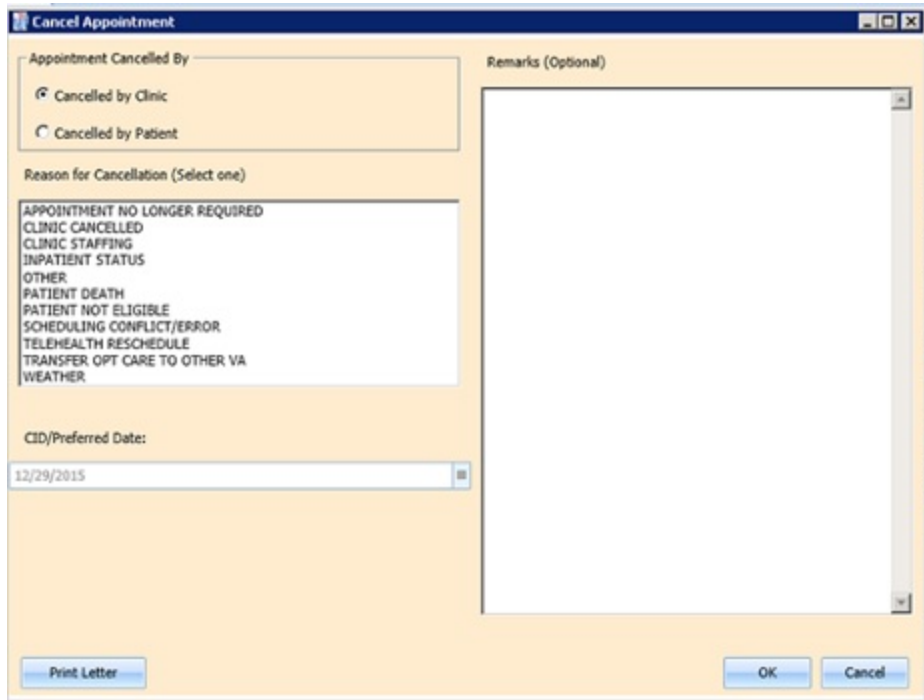 Cancel Appointment
Appointment Cancelled By
Cancelled by Clinic
Cancelled by Patient
Reason for Cancellation (Select one)
APPOINTMENT NO LONGER REQUIRED
CLINIC CANCELLED
CLINIC STAFFING
INPATIENT STATUS
OTHER
PATIENT DEATH
PATIENT NOT ELIGIBLE
SCHEDULING CONFLICT/ERROR
TELEHEALTH RESCHEDULE
TRANSFER OPT CARE TO OTHER VA
WEATHER
CID/Preferred Date:
12/29/2015
Remarks (Optional)
Print Letter
OK
Cancel